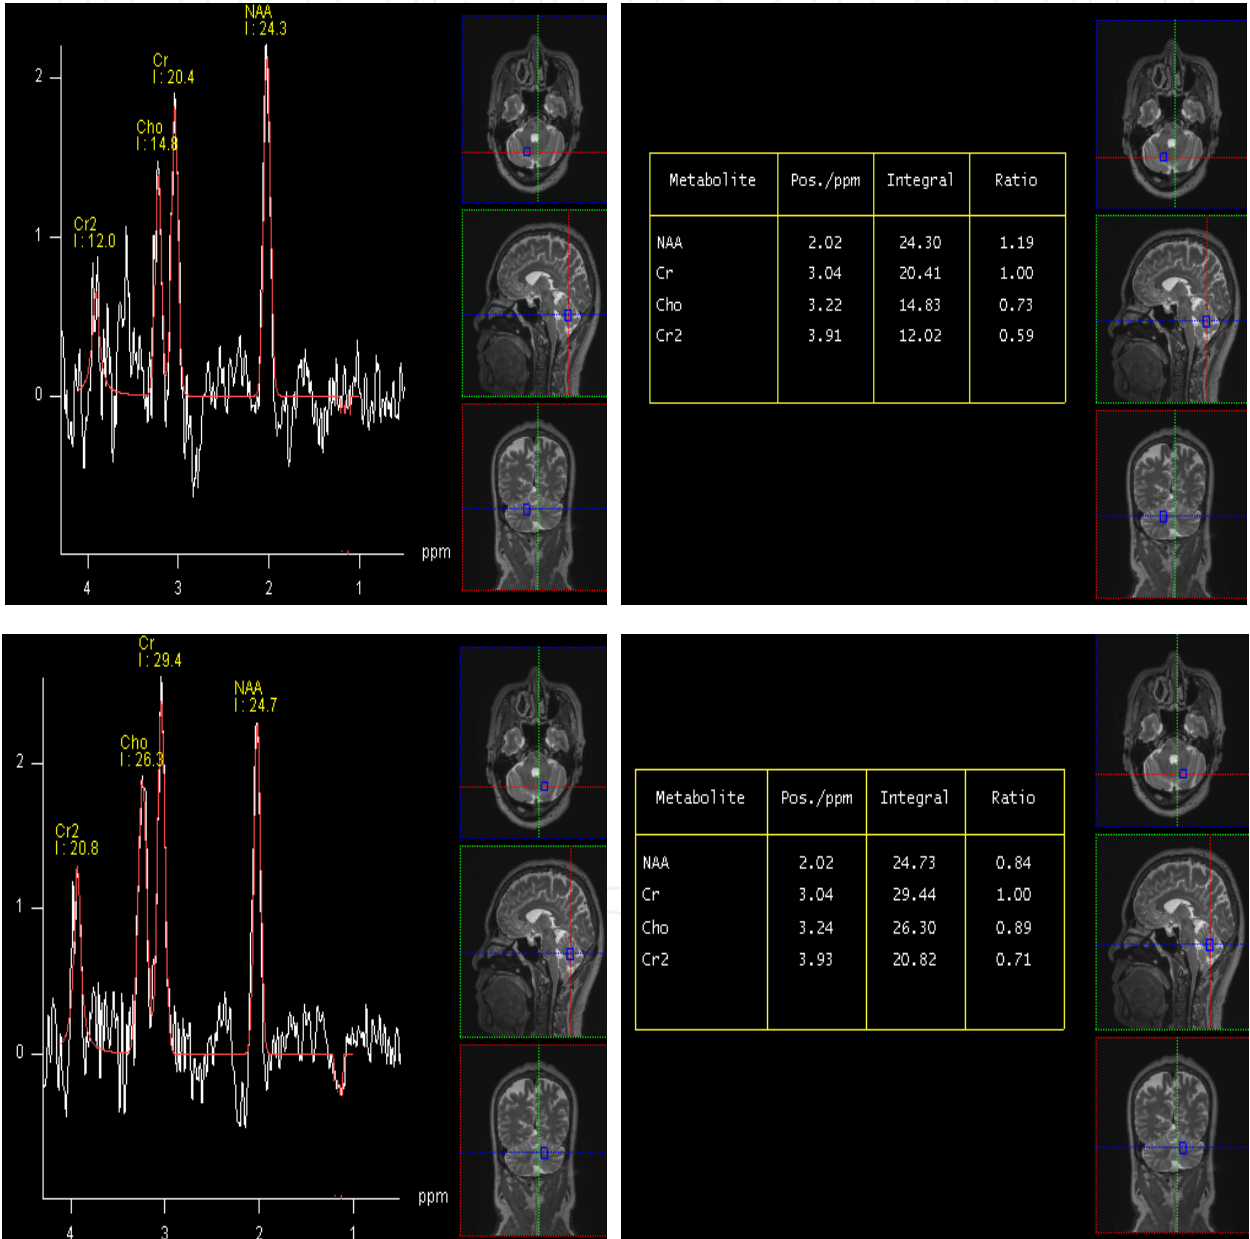 NAA
I : 24.3
Cr
I : 20.4
Cho
I : 14.8
Cr2
I : 12.0
2
1
0
4 3 2 1
ppm
Metabolite Pos./ppm Integral Ratio
NAA 2.02 24.30 1.19
Cr 3.04 20.41 1.00
Cho 3.22 14.83 0.73
Cr2 3.91 12.02 0.59
Cr
I : 29.4
NAA
I : 24.7
Cho
I : 26.3
Cr2
I : 20.8
2
1
0
4 3 2 1
ppm
Metabolite Pos./ppm Integral Ratio
NAA 2.02 24.73 0.84
Cr 3.04 29.44 1.00
Cho 3.24 26.30 0.89
Cr2 3.93 20.82 0.71